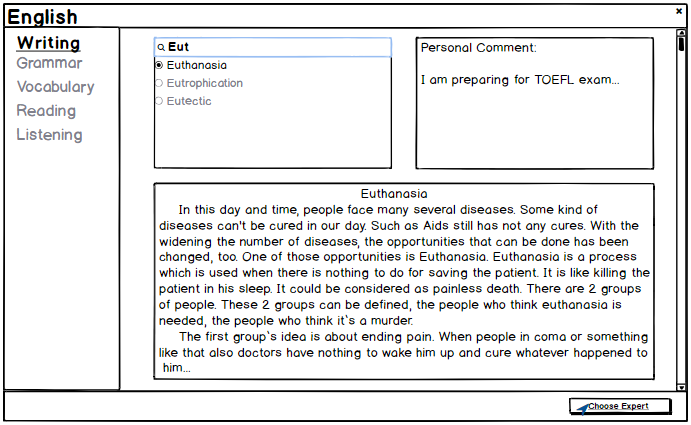 English
×
Writing
Grammar
Vocabulary
Reading
Listening
Eut
Euthanasia
Eutrophication
Eutectic
Personal Comment:
I am preparing for TOEFL exam...
Euthanasia
In this day and time, people face many several diseases. Some kind of
diseases can't be cured in our day. Such as Aids still has not any cures. With the
widening the number of diseases, the opportunities that can be done has been
changed, too. One of those opportunities is Euthanasia. Euthanasia is a process
which is used when there is nothing to do for saving the patient. It is like killing the
patient in his sleep. It could be considered as painless death. There are 2 groups
of people. These 2 groups can be defined, the people who think euthanasia is
needed, the people who think it`s a murder.
The first group`s idea is about ending pain. When people in coma or something
like that also doctors have nothing to wake him up and cure whatever happened to
him...
Choose Expert